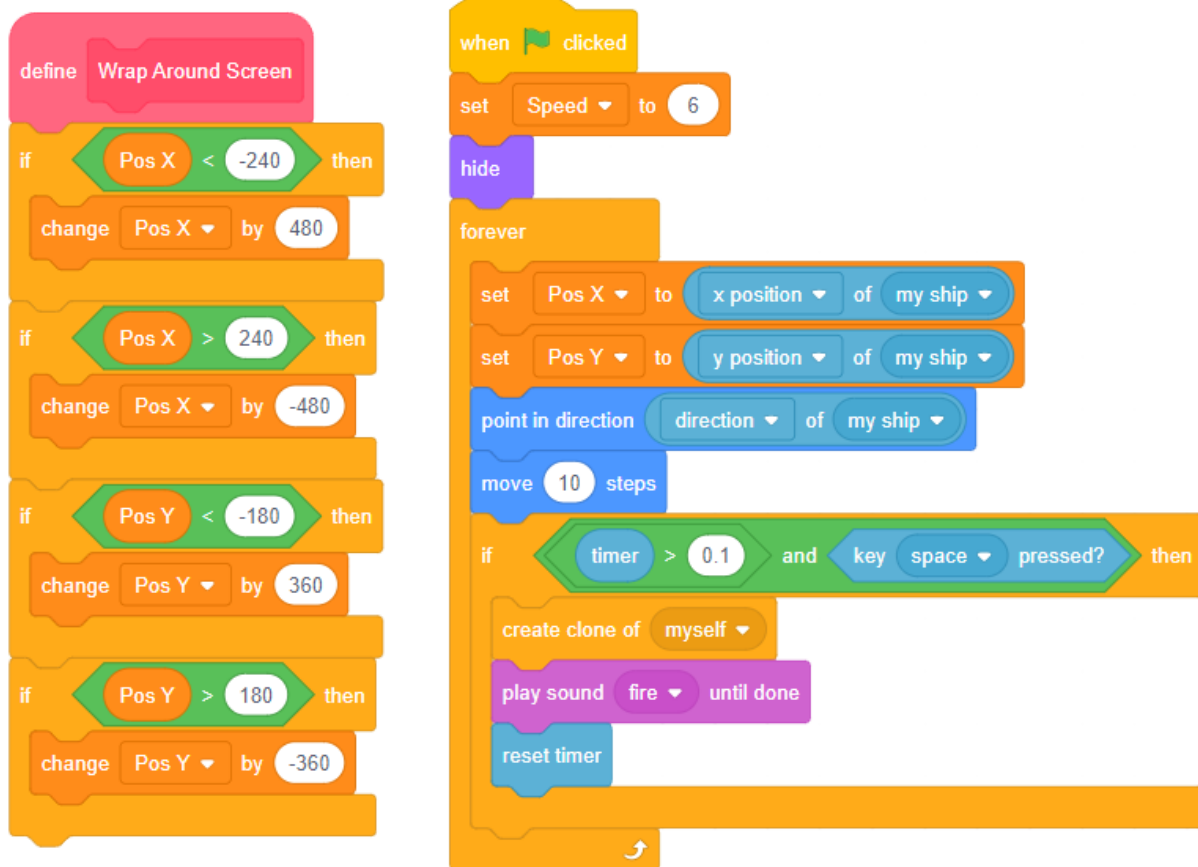 define Wrap Around Screen
if Pos X < -240 then
change Pos X by 480
if Pos X > 240 then
change Pos X by -480
if Pos Y < -180 then
change Pos Y by 360
if Pos Y > 180 then
change Pos Y by -360
when clicked
set Speed to 6
hide
forever
set Pos X to x position of my ship
set Pos Y to y position of my ship
point in direction direction of my ship
move 10 steps
if timer > 0.1 and key space pressed? then
create clone of myself
play sound fire until done
reset timer